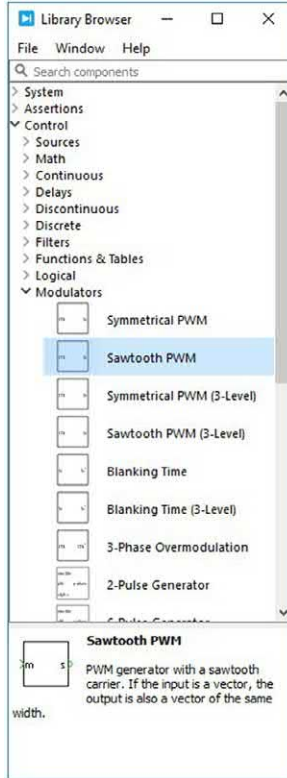 Library Browser
File Window Help
Search components
System
Assertions
Control
Sources
Math
Continuous
Delays
Discontinuous
Discrete
Filters
Functions & Tables
Logical
Modulators
Symmetrical PWM
Sawtooth PWM
Symmetrical PWM (3-Level)
Sawtooth PWM (3-Level)
Blanking Time
Blanking Time (3-Level)
3-Phase Overmodulation
2-Pulse Generator
6-Pulse Generator
Sawtooth PWM
m s
PWM generator with a sawtooth
carrier. If the input is a vector, the
output is also a vector of the same
width.